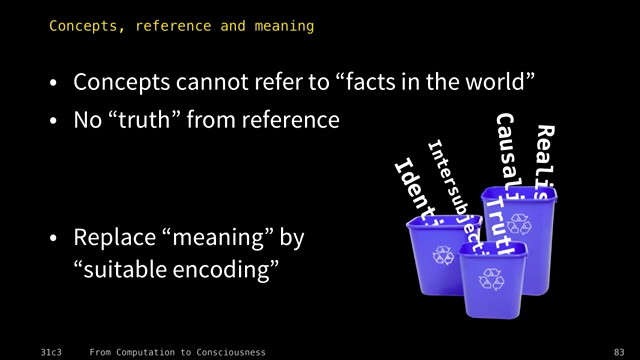 Concepts, reference and meaning
• Concepts cannot refer to “facts in the world”
• No “truth” from reference
Identi
Intersubjecti
Causali
Realis
Truth
• Replace “meaning” by
“suitable encoding”
31c3 From Computation to Consciousness 83